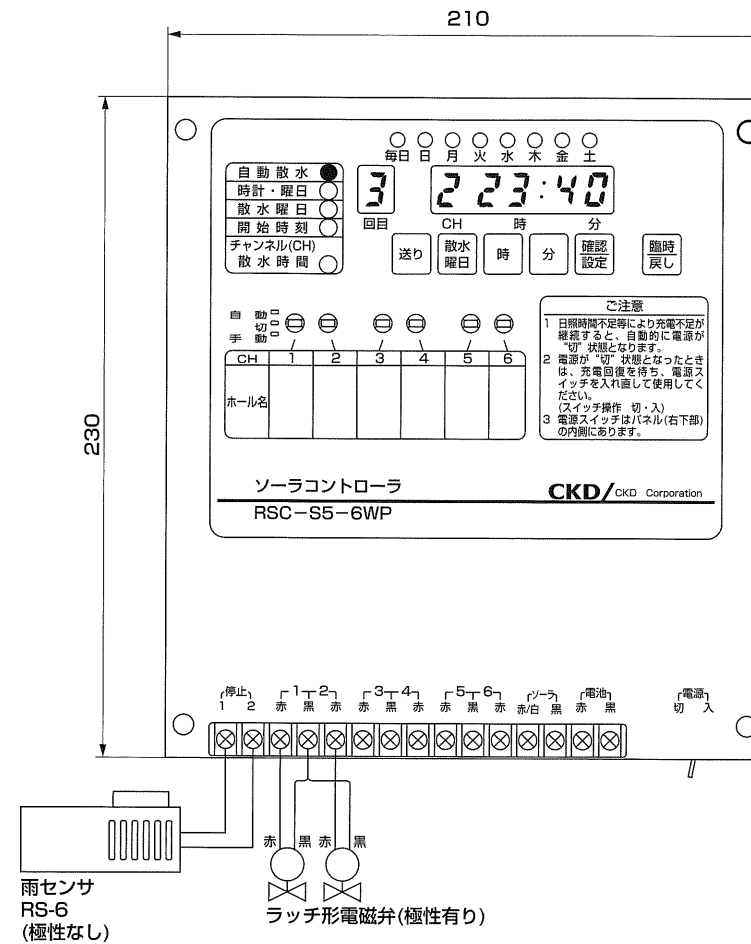 210
230
毎日 日 月 火 水 木 金 土
自動散水
時計・曜日
散水曜日
開始時刻
チャンネル(CH)
散水時間
3
2 23:40
回目 CH 時 分
送り
散水
曜日
時
分
確認
設定
臨時
戻し
自動
切
手動
CH 1 2 3 4 5 6
ホール名
ご注意
1 日照時間不足等により充電不足が
継続すると、自動的に電源が
“切”状態となります。
2 電源が“切”状態となったとき
は、充電回復を待ち、電源ス
イッチを入れ直して使用してく
ださい。
(スイッチ操作 切・入)
3 電源スイッチはパネル(右下部)
の内側にあります。
ソーラコントローラ
RSC-S5-6WP
CKD/CKD Corporation
停止 1 2 3 4 5 6 ソーラ 電池 電源
1 2 赤 黒 赤 赤 黒 赤 赤 黒 赤 赤/白 黒 赤 黒 切 入
赤 黒 赤 黒
雨センサ
RS-6
(極性なし)
ラッチ形電磁弁(極性有り)